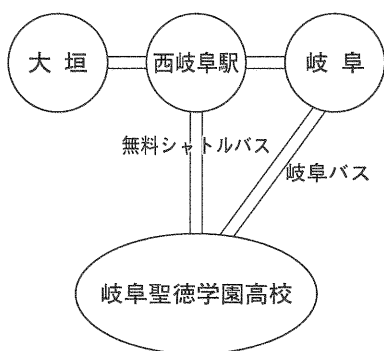 大垣
西岐阜駅
岐阜
無料シャトルバス
岐阜バス
岐阜聖徳学園高校